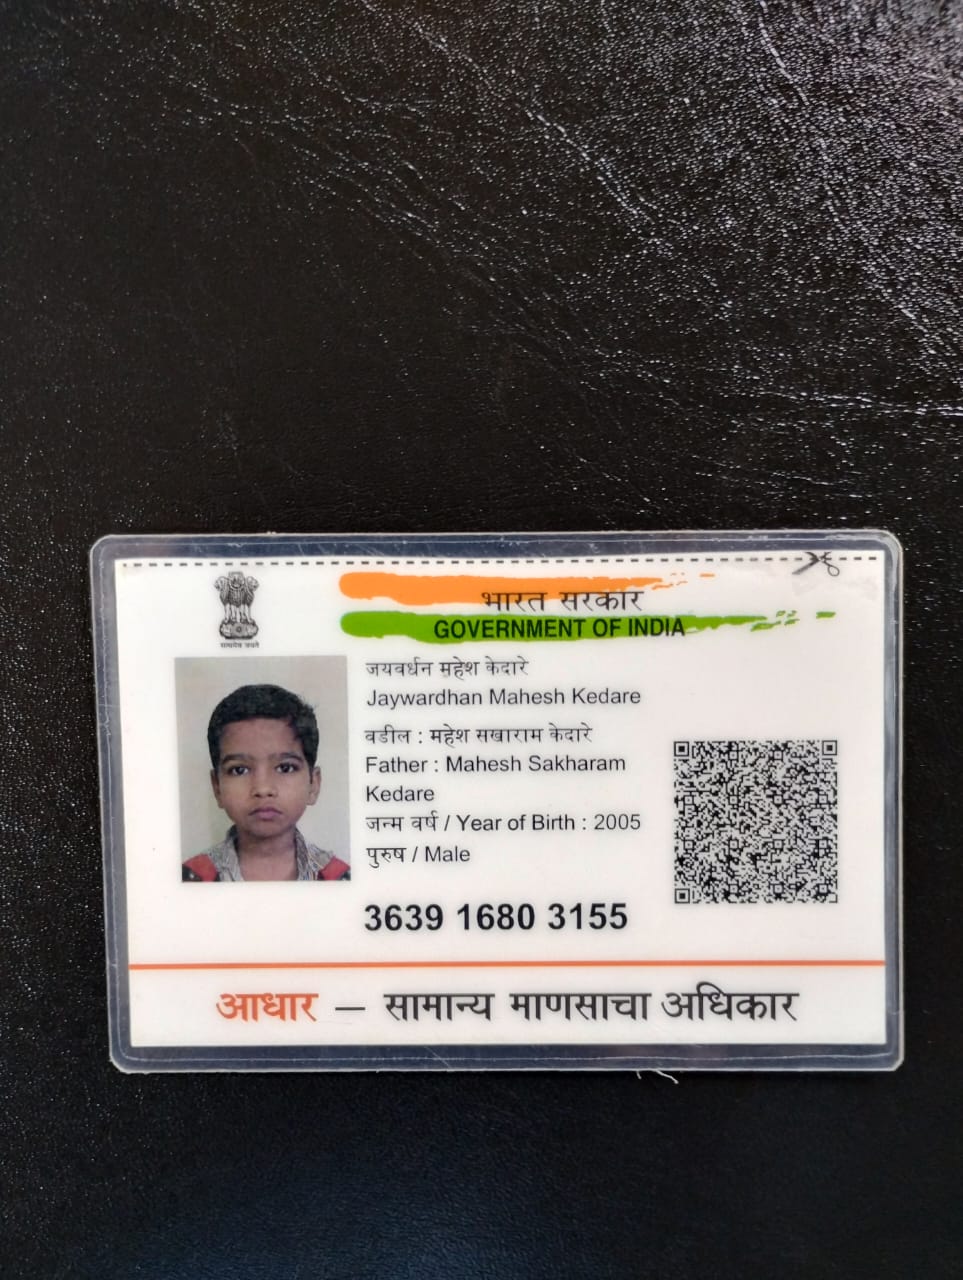 भारत सरकार
GOVERNMENT OF INDIA
सत्यमेव जयते
जयवर्धन महेश केदारे
Jaywardhan Mahesh Kedare
वडील : महेश सखाराम केदारे
Father : Mahesh Sakharam
Kedare
जन्म वर्ष / Year of Birth : 2005
पुरुष / Male
3639 1680 3155
आधार – सामान्य माणसाचा अधिकार